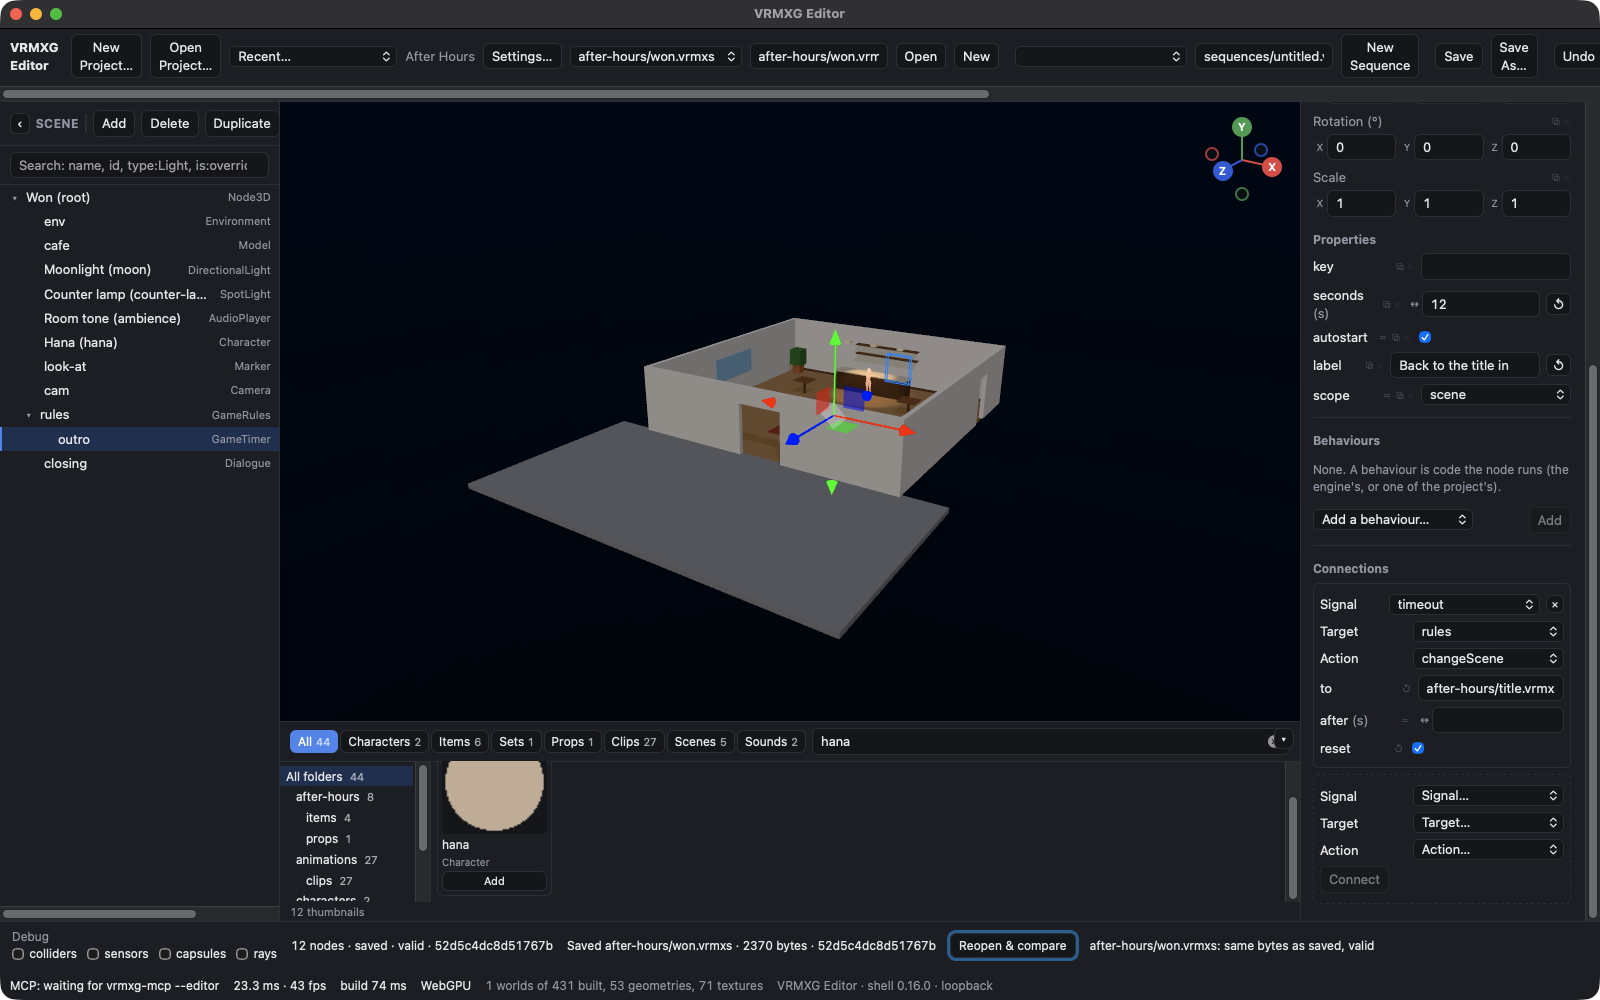 VRMXG Editor
VRMXG Editor
New Project...
Open Project...
Recent...
After Hours
Settings...
after-hours/won.vrmxs
after-hours/won.vrm
Open
New
sequences/untitled.
New Sequence
Save
Save As...
Undo
SCENE
Add
Delete
Duplicate
Search: name, id, type:Light, is:overri
Won (root) Node3D
env Environment
cafe Model
Moonlight (moon) DirectionalLight
Counter lamp (counter-la... SpotLight
Room tone (ambience) AudioPlayer
Hana (hana) Character
look-at Marker
cam Camera
rules GameRules
outro GameTimer
closing Dialogue
Y
X
Z
Rotation (°)
X 0 Y 0 Z 0
Scale
X 1 Y 1 Z 1
Properties
key
seconds (s) 12
autostart
label Back to the title in
scope scene
Behaviours
None. A behaviour is code the node runs (the
engine's, or one of the project's).
Add a behaviour... Add
Connections
Signal timeout ×
Target rules
Action changeScene
to after-hours/title.vrmx
after (s)
reset
Signal Signal...
Target Target...
Action Action...
Connect
All 44 Characters 2 Items 6 Sets 1 Props 1 Clips 27 Scenes 5 Sounds 2 hana
All folders 44
after-hours 8
items 4
props 1
animations 27
clips 27
characters 2
hana
Character
Add
12 thumbnails
Debug
colliders sensors capsules rays
12 nodes · saved · valid · 52d5c4dc8d51767b Saved after-hours/won.vrmxs · 2370 bytes · 52d5c4dc8d51767b Reopen & compare after-hours/won.vrmxs: same bytes as saved, valid
MCP: waiting for vrmxg-mcp --editor 23.3 ms · 43 fps build 74 ms WebGPU 1 worlds of 431 built, 53 geometries, 71 textures VRMXG Editor · shell 0.16.0 · loopback